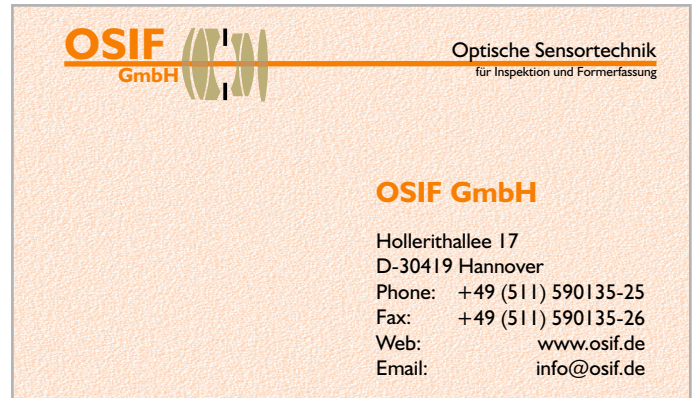 OSIF
GmbH
Optische Sensortechnik
für Inspektion und Formerfassung
OSIF GmbH
Hollerithallee 17
D-30419 Hannover
Phone: +49 (511) 590135-25
Fax: +49 (511) 590135-26
Web: www.osif.de
Email: info@osif.de